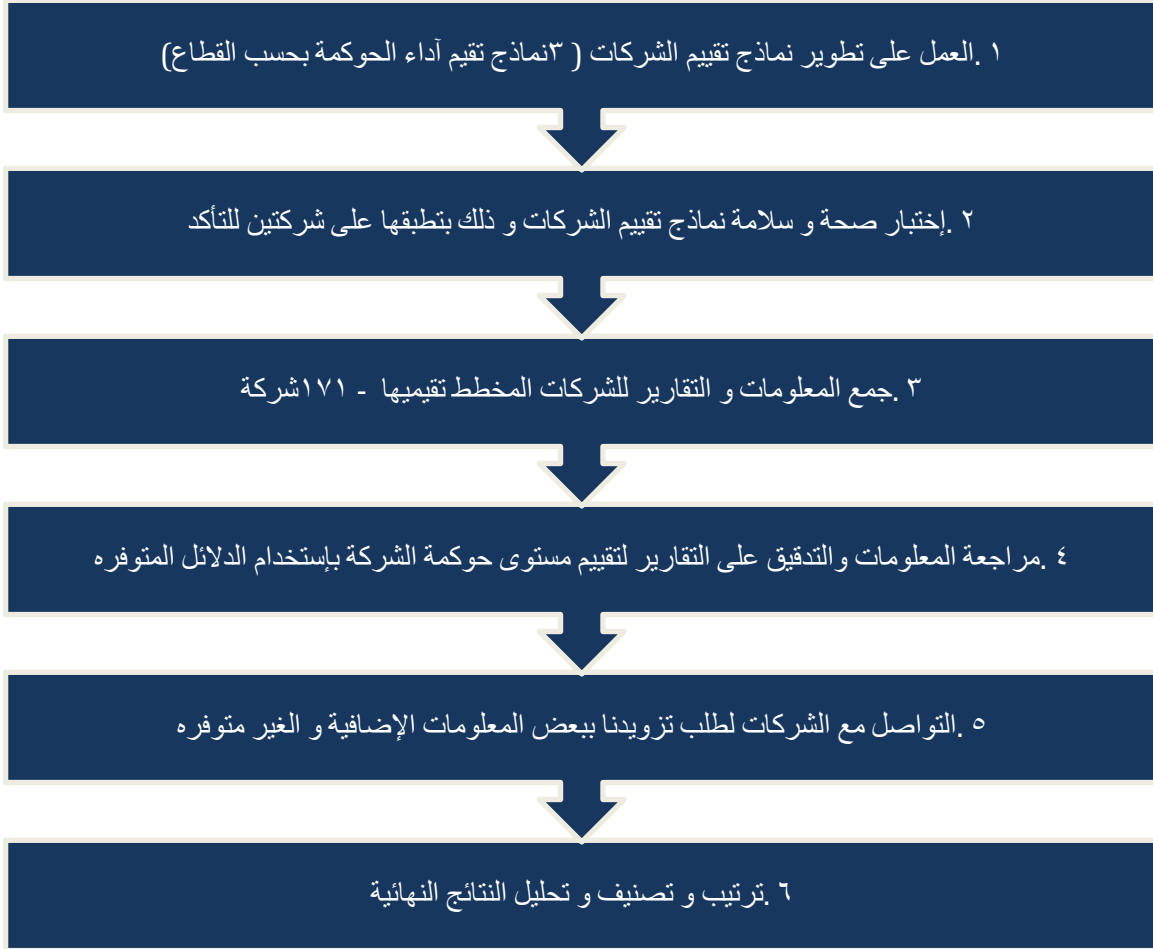 ١ .العمل على تطوير نماذج تقييم الشركات ( ٣نماذج تقيم آداء الحوكمة بحسب القطاع)
٢ .إختبار صحة و سلامة نماذج تقييم الشركات و ذلك بتطبقها على شركتين للتأكد
٣ .جمع المعلومات و التقارير للشركات المخطط تقيميها - ١٧١شركة
٤ .مراجعة المعلومات والتدقيق على التقارير لتقييم مستوى حوكمة الشركة بإستخدام الدلائل المتوفره
٥ .التواصل مع الشركات لطلب تزويدنا ببعض المعلومات الإضافية و الغير متوفره
٦ .ترتيب و تصنيف و تحليل النتائج النهائية